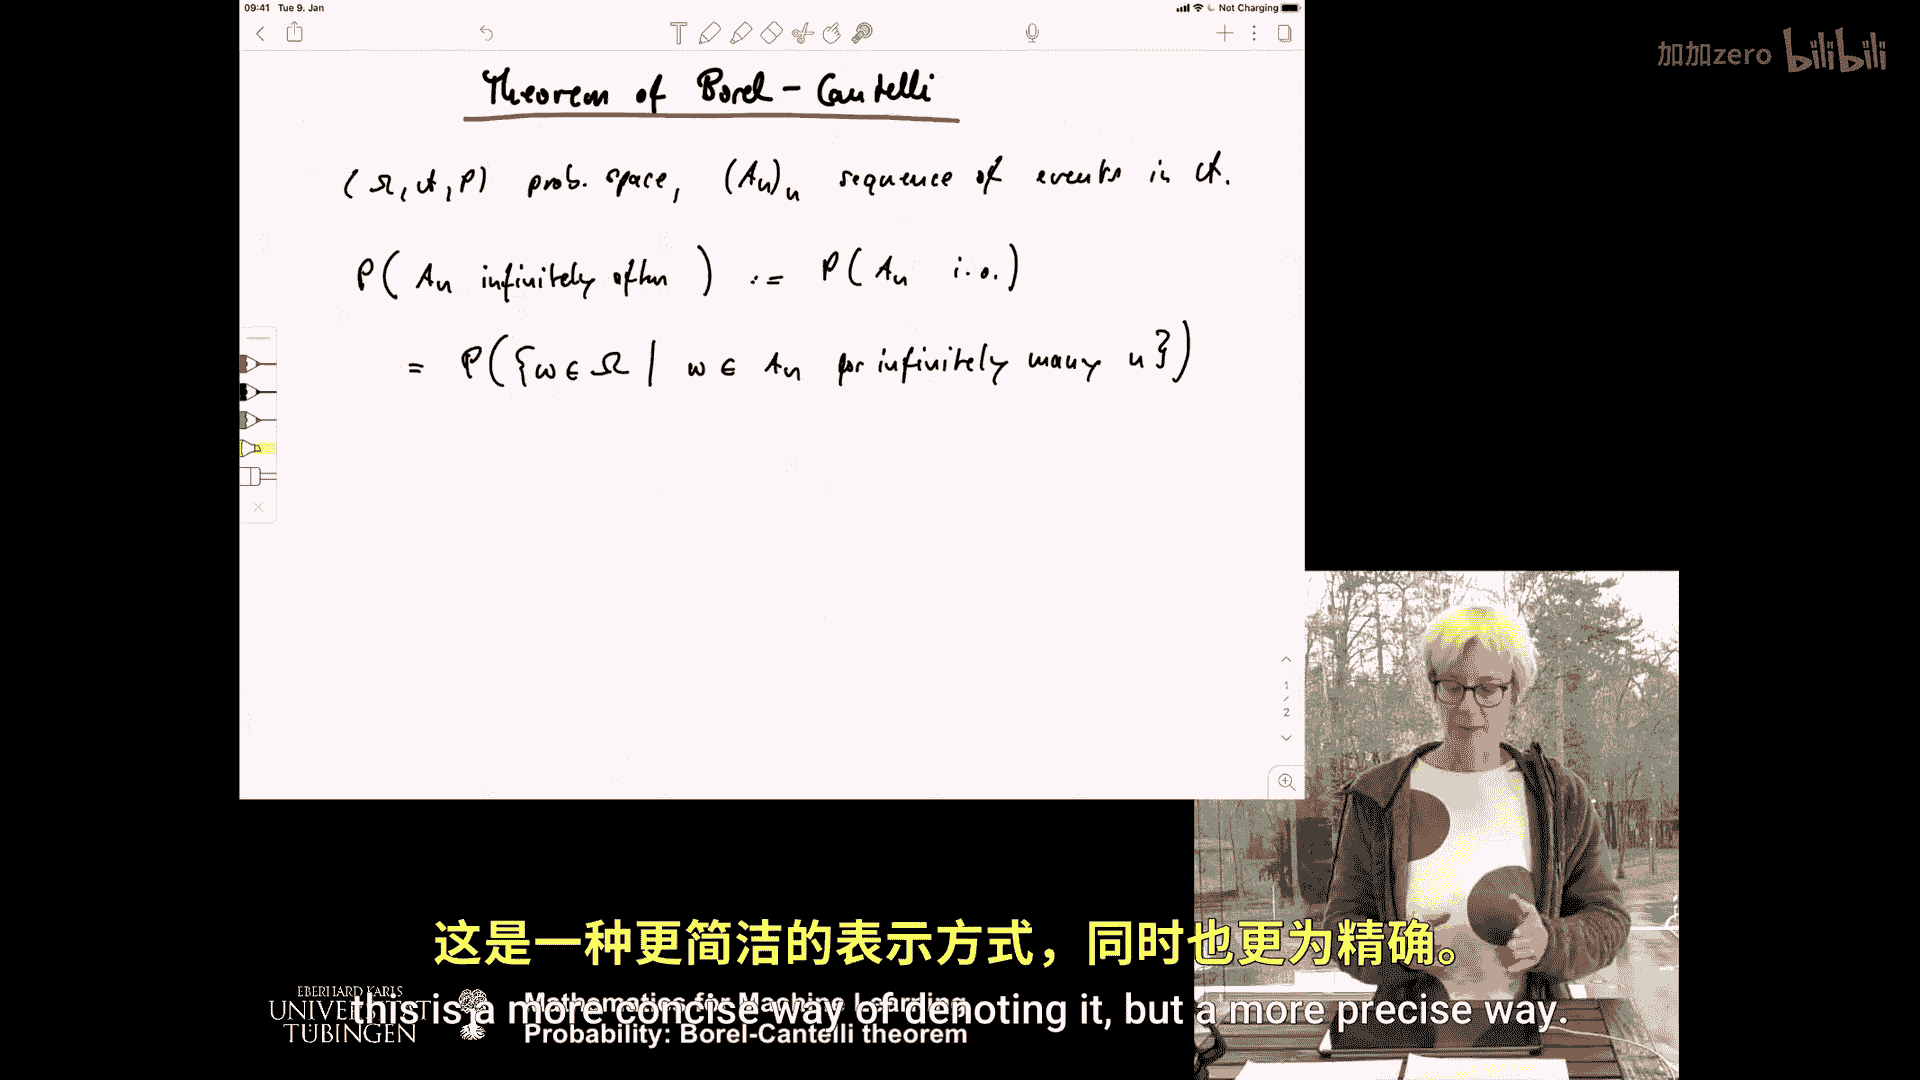 09:41 Tue 9. Jan
Not Charging
加加zero bilibili
Theorem of Borel - Cantelli
(Ω, 𝒜, P) prob. space, (An)n sequence of events in 𝒜.
P( An infinitely often ) := P( An i.o. )
= P({ω ∈ Ω | ω ∈ An for infinitely many n})
1
/
2
这是一种更简洁的表示方式，同时也更为精确。
this is a more concise way of denoting it, but a more precise way.
EBERHARD KARLS
UNIVERSITÄT
TÜBINGEN
Mathematics for Machine Learning
Probability: Borel-Cantelli theorem